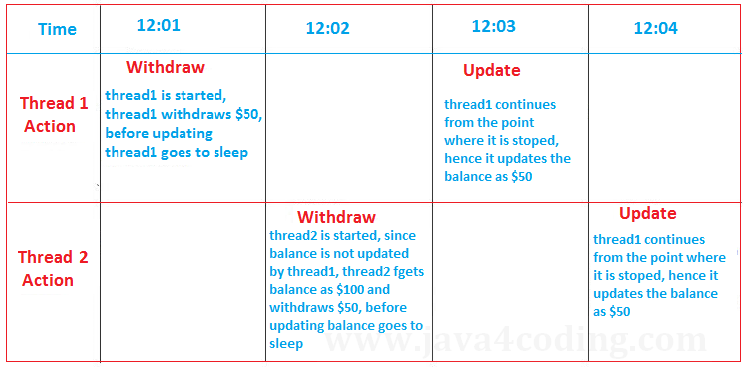 Time
12:01
12:02
12:03
12:04
Thread 1
Action
Withdraw
thread1 is started,
thread1 withdraws $50,
before updating
thread1 goes to sleep
Update
thread1 continues
from the point
where it is stoped,
hence it updates the
balance as $50
Thread 2
Action
Withdraw
thread2 is started, since
balance is not updated
by thread1, thread2 fgets
balance as $100 and
withdraws $50, before
updating balance goes to
sleep
Update
thread1 continues
from the point where
it is stoped, hence it
updates the balance
as $50
www.java4coding.com